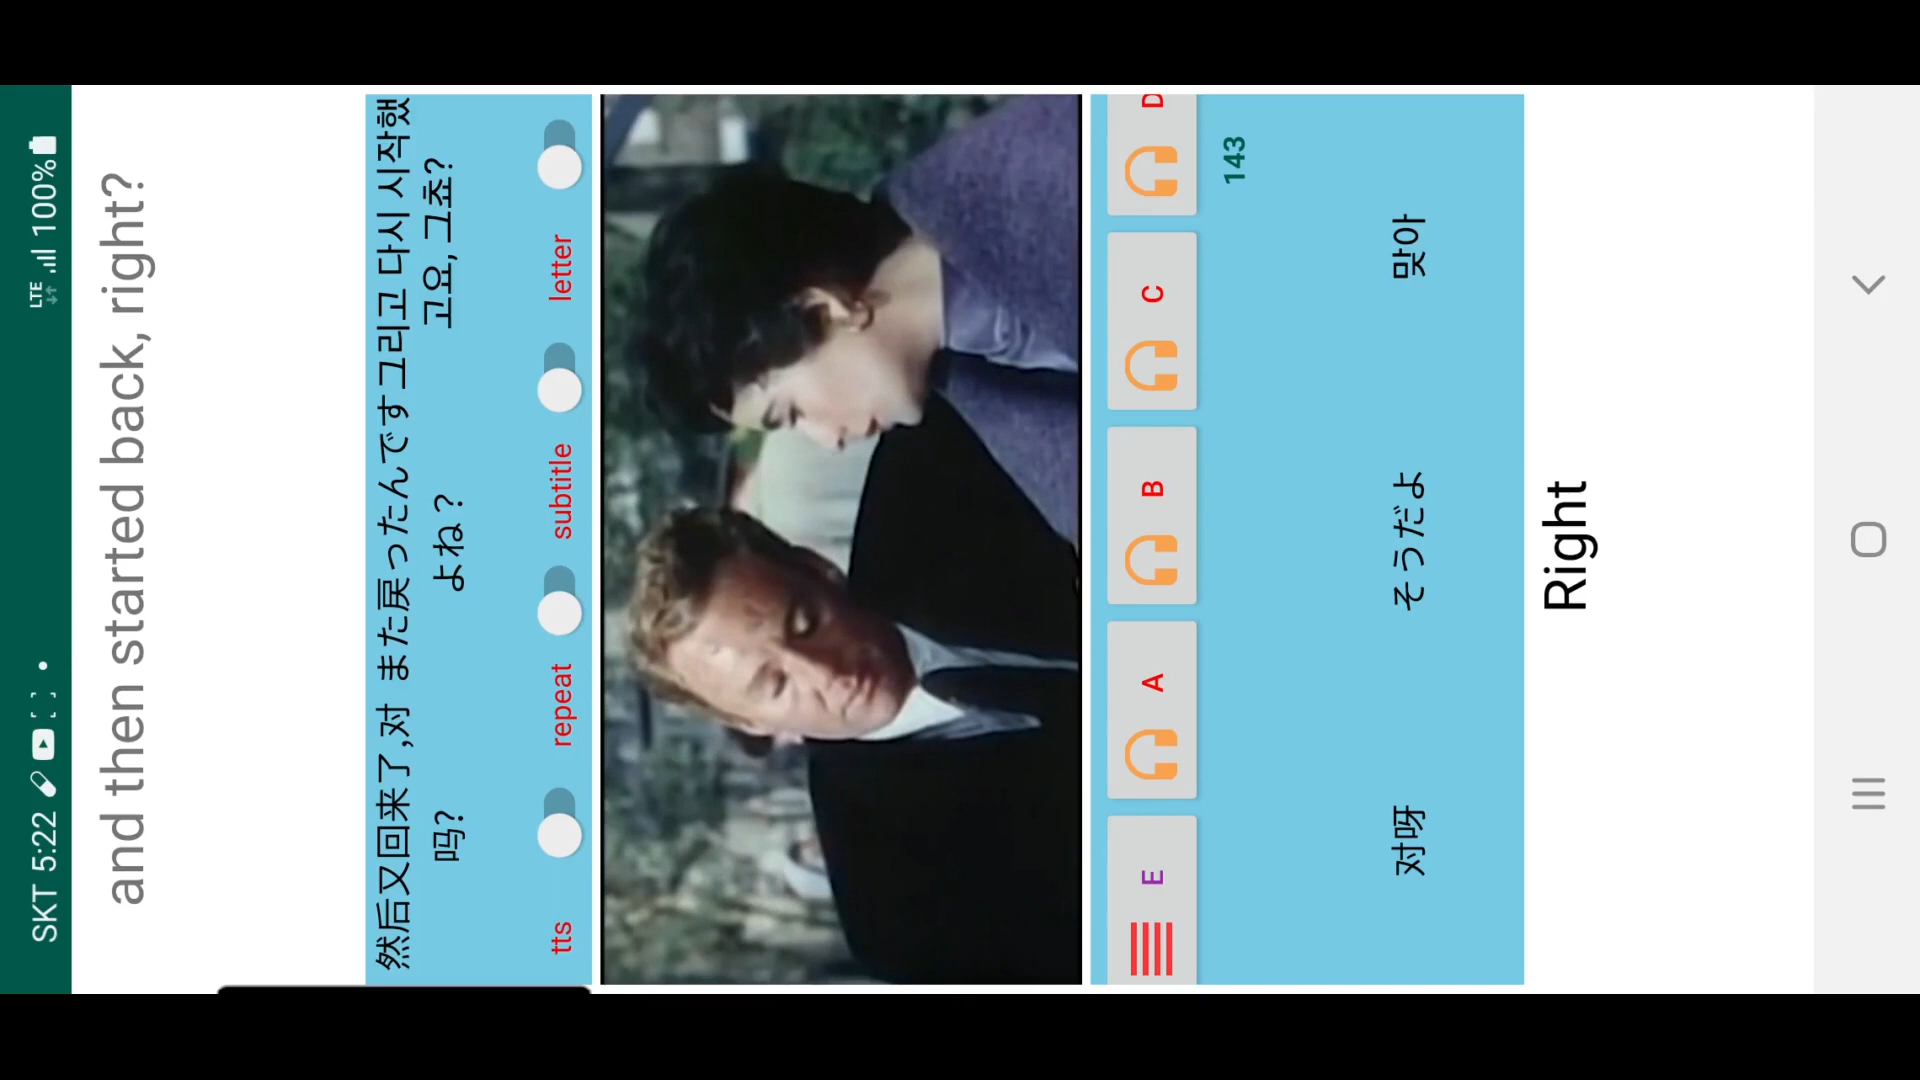 SKT 5:22 LTE 100%
and then started back, right?
然后又回来了,对
吗?
また戻ったんです
よね？
그리고 다시 시작했
고요, 그쵸?
tts repeat subtitle letter
E A B C D
143
对呀 そうだよ 맞아
Right